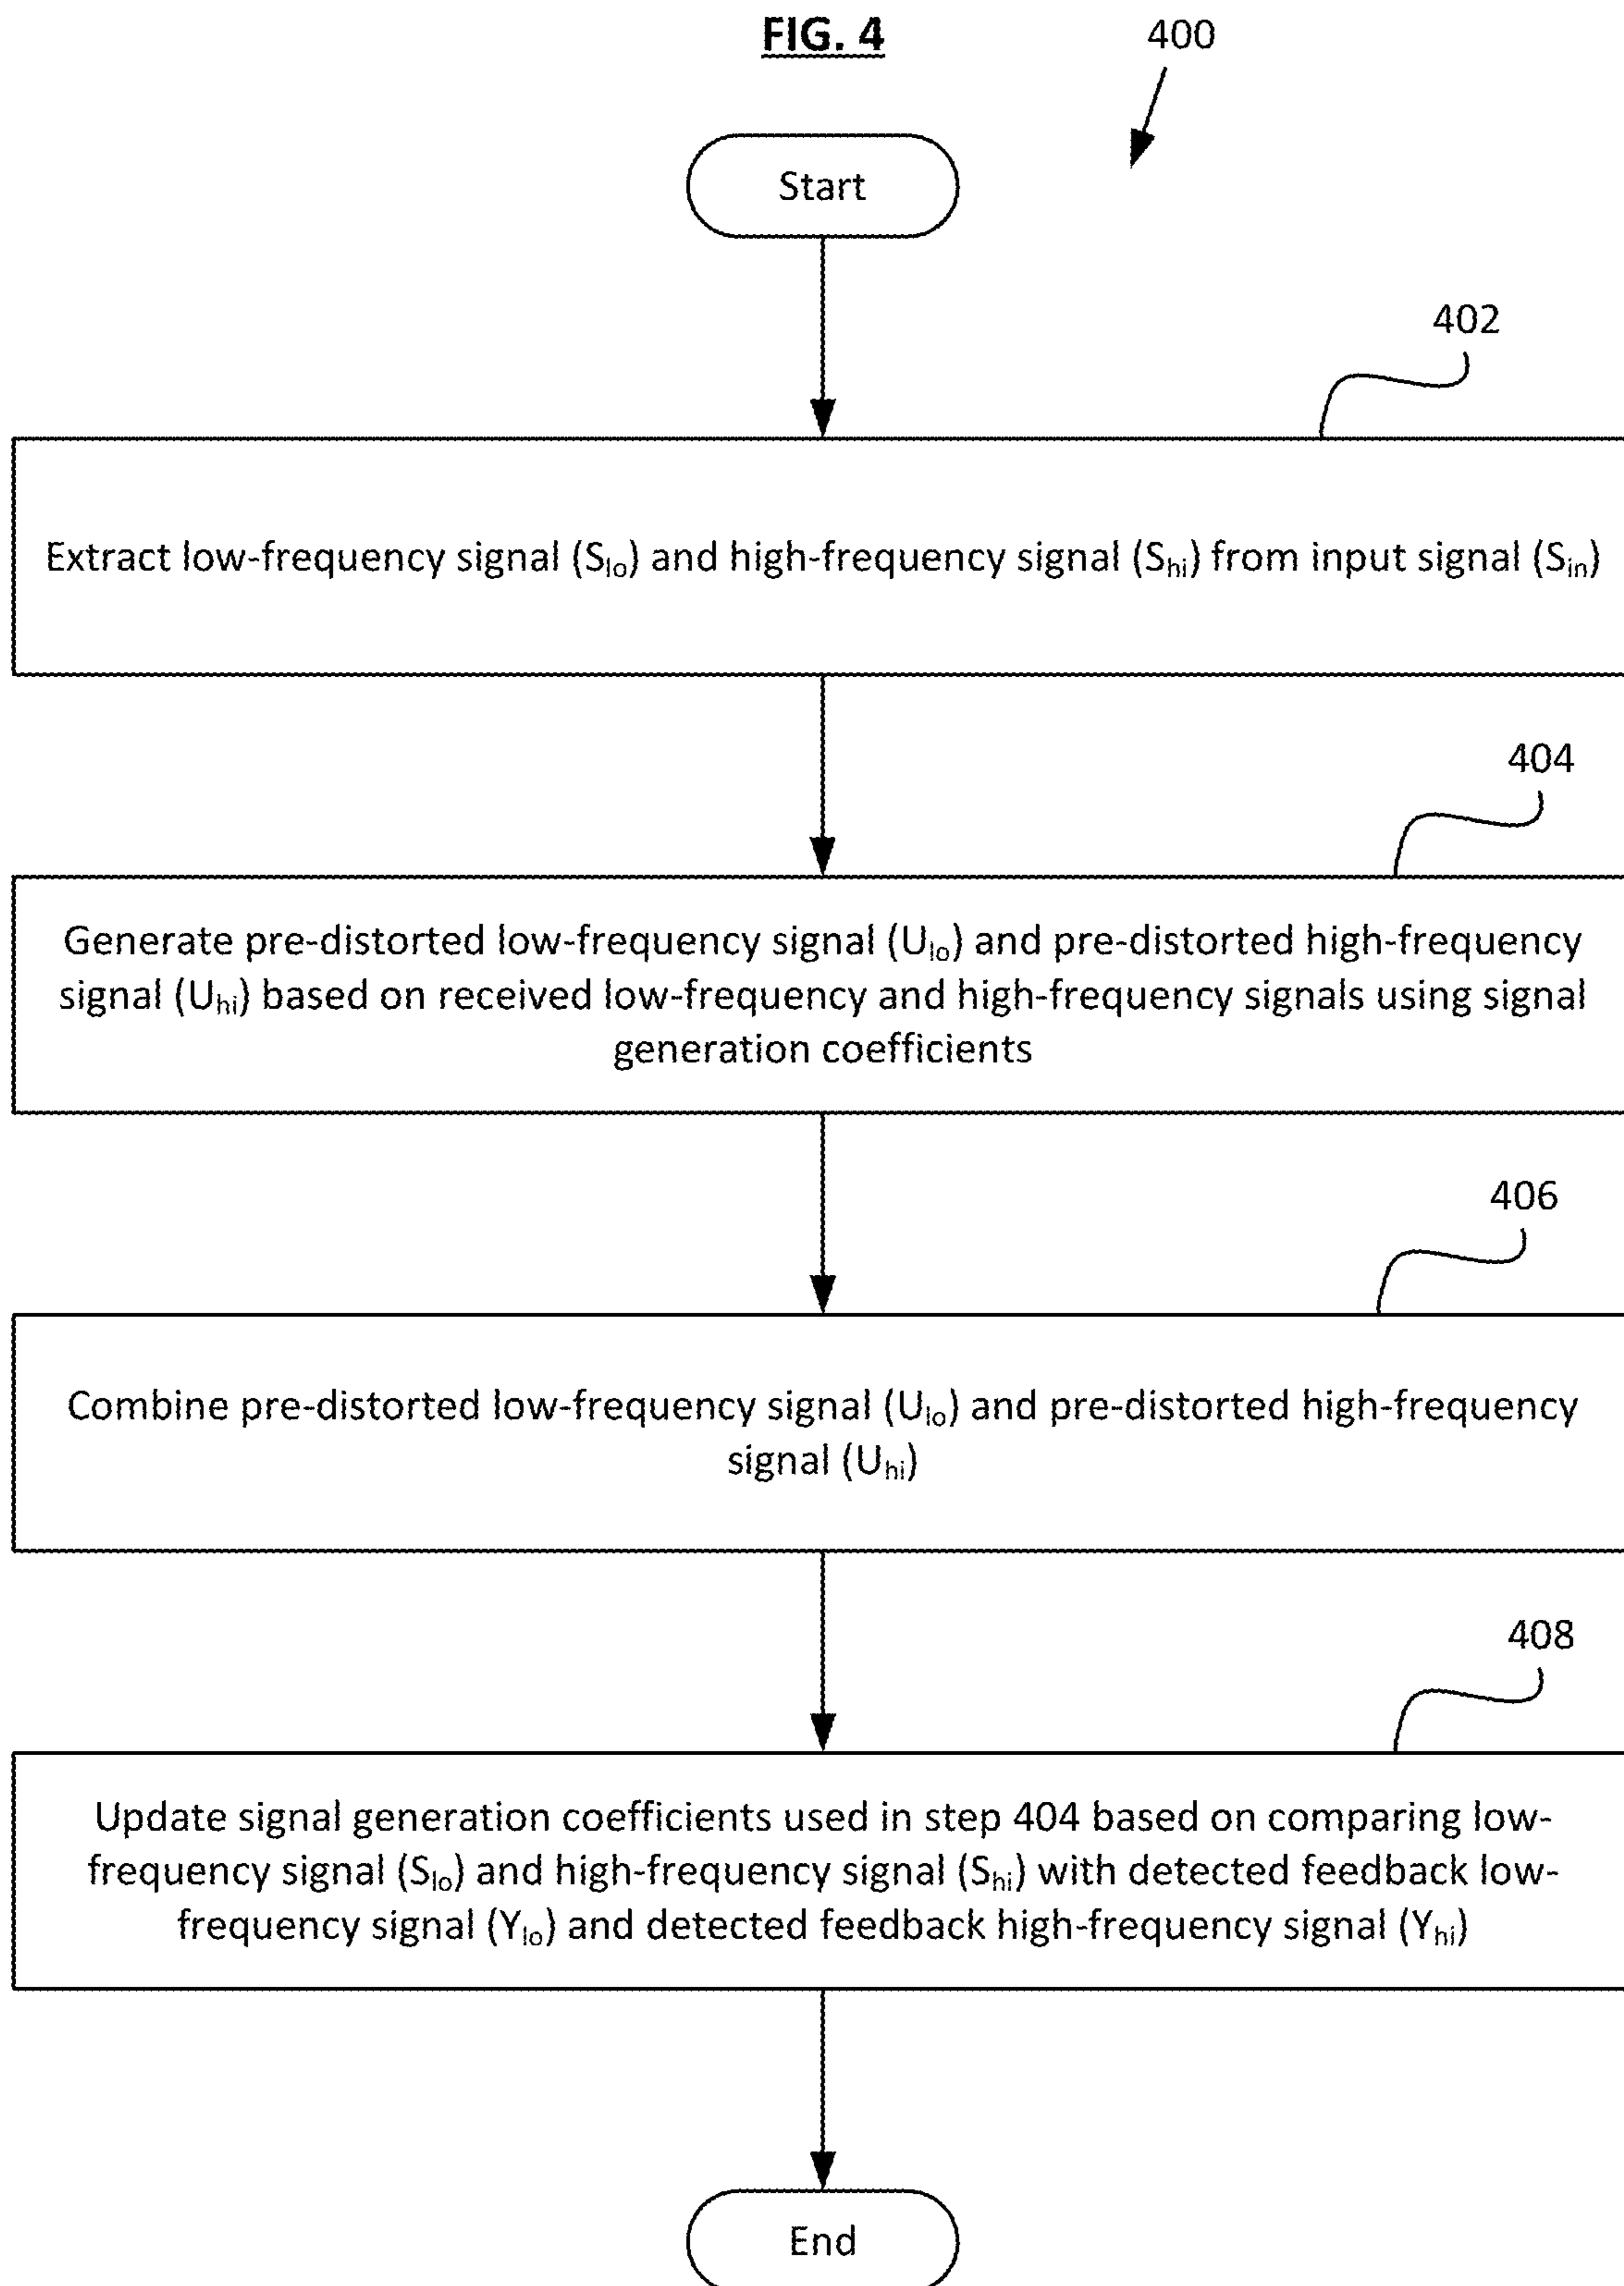 FIG. 4
400
Start
402
Extract low-frequency signal (Slo) and high-frequency signal (Shi) from input signal (Sin)
404
Generate pre-distorted low-frequency signal (Ulo) and pre-distorted high-frequency
signal (Uhi) based on received low-frequency and high-frequency signals using signal
generation coefficients
406
Combine pre-distorted low-frequency signal (Ulo) and pre-distorted high-frequency
signal (Uhi)
408
Update signal generation coefficients used in step 404 based on comparing low-
frequency signal (Slo) and high-frequency signal (Shi) with detected feedback low-
frequency signal (Ylo) and detected feedback high-frequency signal (Yhi)
End